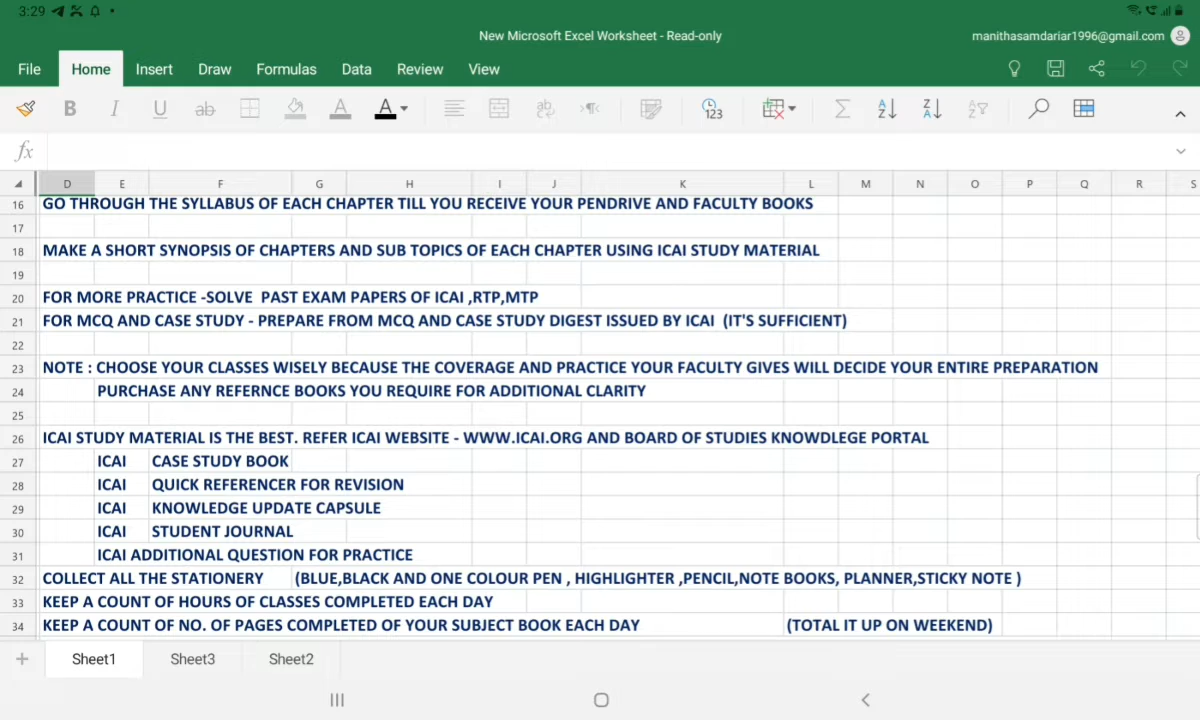 3:29
New Microsoft Excel Worksheet - Read-only
manithasamdariar1996@gmail.com
File Home Insert Draw Formulas Data Review View
B I U ab A A ab ¶ 123 Σ A Z Z A A Z
fx
D E F G H I J K L M N O P Q R S
16 GO THROUGH THE SYLLABUS OF EACH CHAPTER TILL YOU RECEIVE YOUR PENDRIVE AND FACULTY BOOKS
17
18 MAKE A SHORT SYNOPSIS OF CHAPTERS AND SUB TOPICS OF EACH CHAPTER USING ICAI STUDY MATERIAL
19
20 FOR MORE PRACTICE -SOLVE  PAST EXAM PAPERS OF ICAI ,RTP,MTP
21 FOR MCQ AND CASE STUDY - PREPARE FROM MCQ AND CASE STUDY DIGEST ISSUED BY ICAI  (IT'S SUFFICIENT)
22
23 NOTE : CHOOSE YOUR CLASSES WISELY BECAUSE THE COVERAGE AND PRACTICE YOUR FACULTY GIVES WILL DECIDE YOUR ENTIRE PREPARATION
24 PURCHASE ANY REFERNCE BOOKS YOU REQUIRE FOR ADDITIONAL CLARITY
25
26 ICAI STUDY MATERIAL IS THE BEST. REFER ICAI WEBSITE - WWW.ICAI.ORG AND BOARD OF STUDIES KNOWDLEGE PORTAL
27 ICAI CASE STUDY BOOK
28 ICAI QUICK REFERENCER FOR REVISION
29 ICAI KNOWLEDGE UPDATE CAPSULE
30 ICAI STUDENT JOURNAL
31 ICAI ADDITIONAL QUESTION FOR PRACTICE
32 COLLECT ALL THE STATIONERY (BLUE,BLACK AND ONE COLOUR PEN , HIGHLIGHTER ,PENCIL,NOTE BOOKS, PLANNER,STICKY NOTE )
33 KEEP A COUNT OF HOURS OF CLASSES COMPLETED EACH DAY
34 KEEP A COUNT OF NO. OF PAGES COMPLETED OF YOUR SUBJECT BOOK EACH DAY (TOTAL IT UP ON WEEKEND)
Sheet1 Sheet3 Sheet2